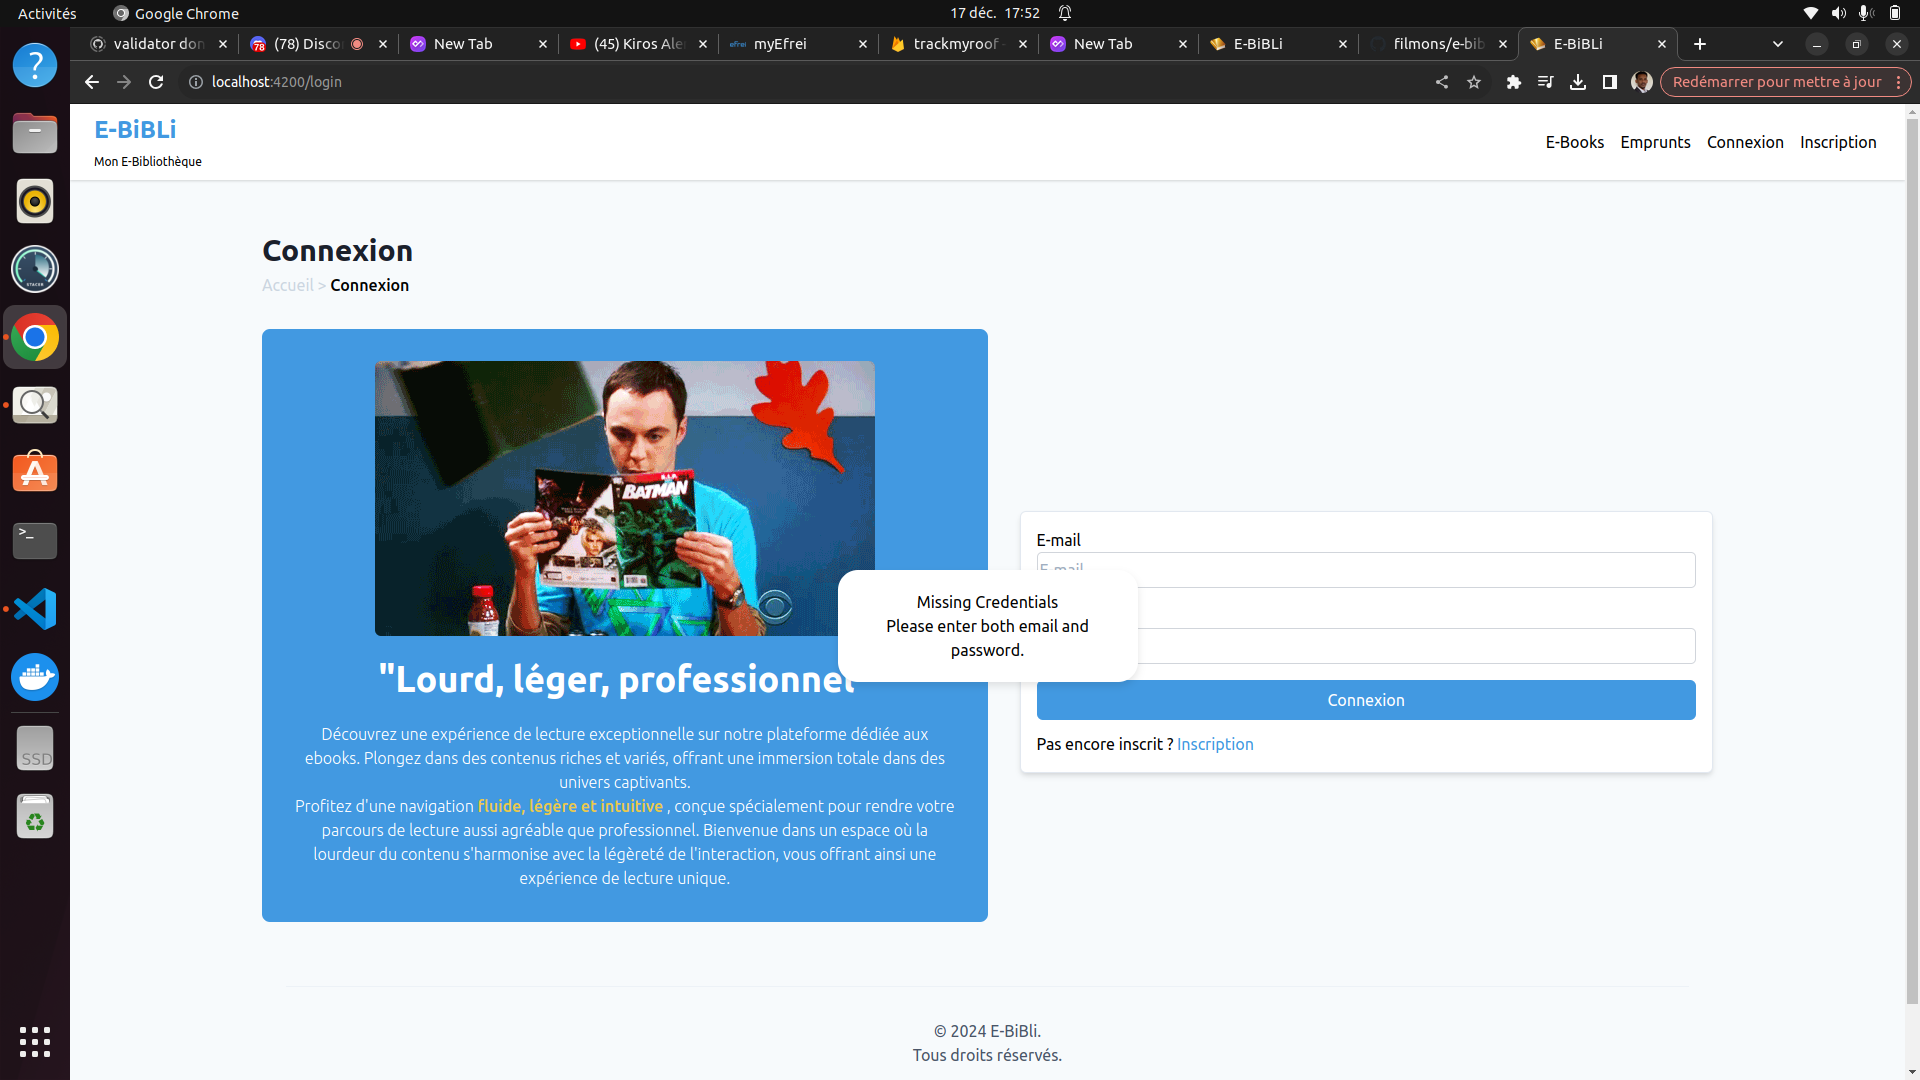 Activités
Google Chrome
17 déc. 17:52
validator don
(78) Disco
New Tab
(45) Kiros Ale
myEfrei
trackmyroof
New Tab
E-BiBLi
filmons/e-bib
E-BiBLi
localhost:4200/login
Redémarrer pour mettre à jour
E-BiBLi
Mon E-Bibliothèque
E-Books
Emprunts
Connexion
Inscription
Connexion
Accueil > Connexion
BATMAN
"Lourd, léger, professionnel
Découvrez une expérience de lecture exceptionnelle sur notre plateforme dédiée aux
ebooks. Plongez dans des contenus riches et variés, offrant une immersion totale dans des
univers captivants.
Profitez d'une navigation fluide, légère et intuitive , conçue spécialement pour rendre votre
parcours de lecture aussi agréable que professionnel. Bienvenue dans un espace où la
lourdeur du contenu s'harmonise avec la légèreté de l'interaction, vous offrant ainsi une
expérience de lecture unique.
E-mail
E-mail
Missing Credentials
Please enter both email and
password.
Connexion
Pas encore inscrit ? Inscription
SSD
© 2024 E-BiBli.
Tous droits réservés.